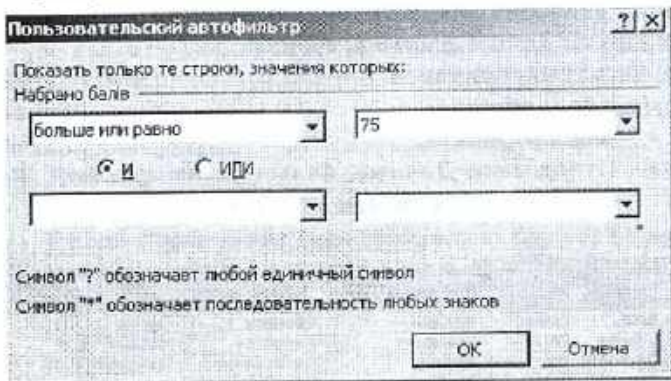 Пользовательский автофильтр
Показать только те строки, значения которых:
Набрано балів
больше или равно 75
И ИЛИ
Символ "?" обозначает любой единичный символ
Символ "*" обозначает последовательность любых знаков
ОК Отмена